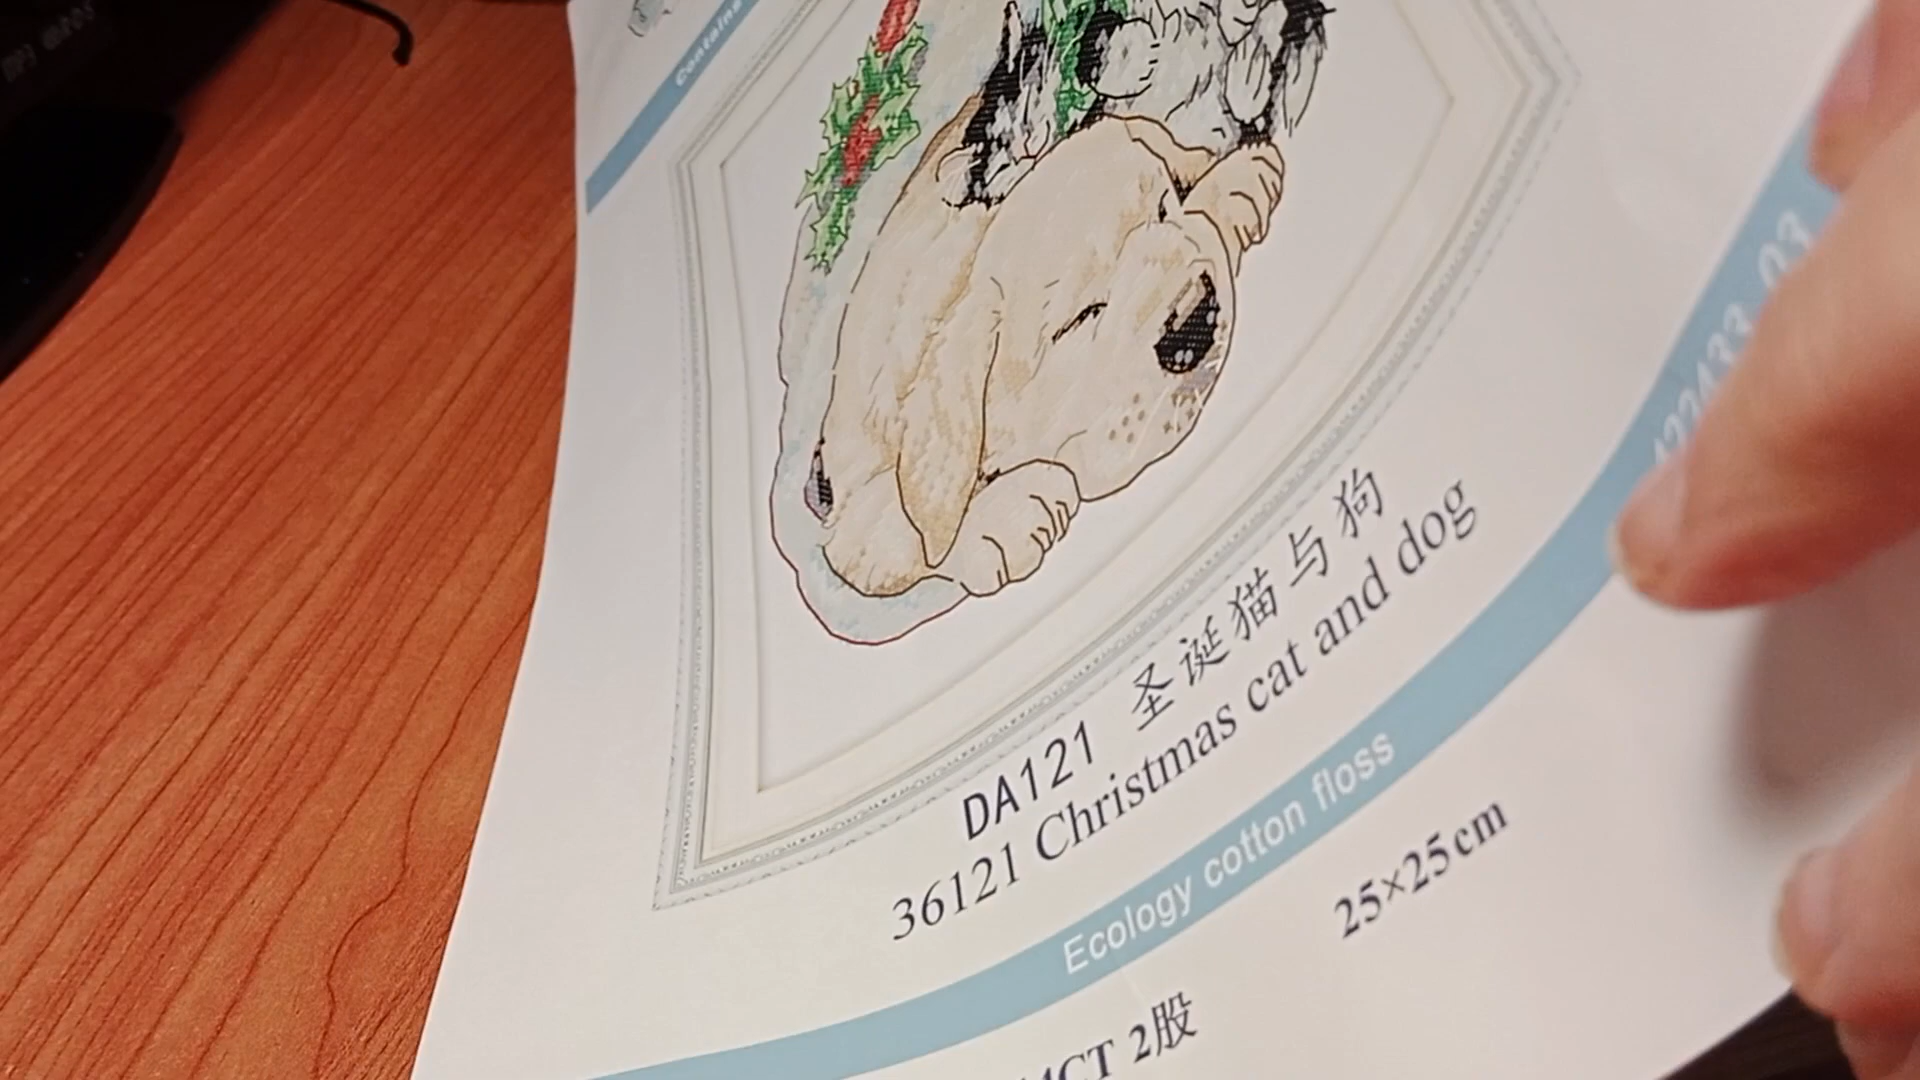 Contains
DA121 圣诞猫与狗
36121 Christmas cat and dog
Ecology cotton floss
25×25cm
CT 2股